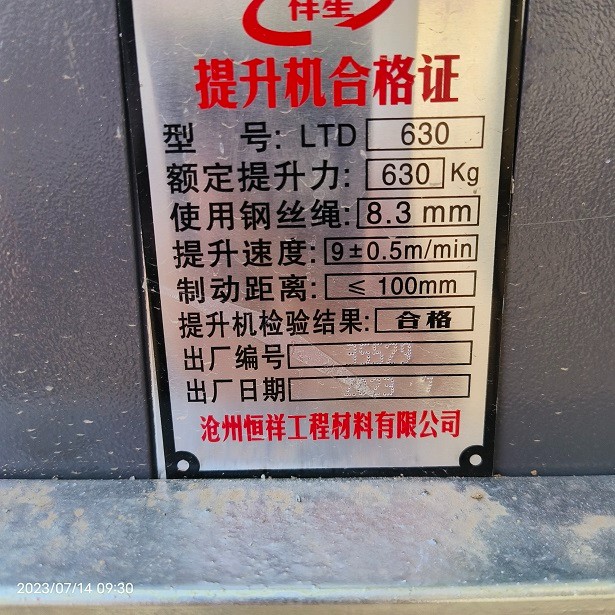 祥星
提升机合格证
型 号: LTD 630
额定提升力: 630 Kg
使用钢丝绳: 8.3 mm
提升速度: 9±0.5m/min
制动距离: ≤ 100mm
提升机检验结果: 合格
出厂编号
出厂日期
沧州恒祥工程材料有限公司
2023/07/14 09:30